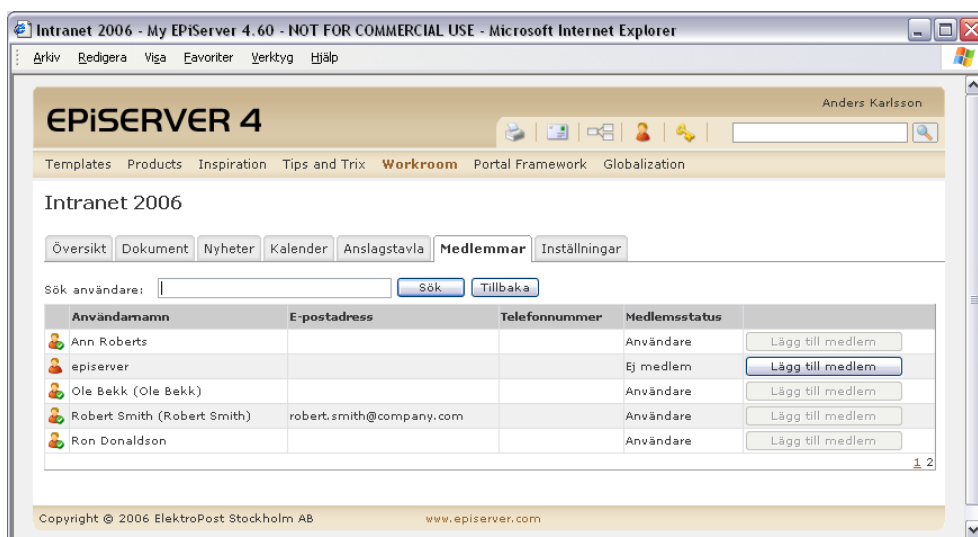 Intranet 2006 - My EPiServer 4.60 - NOT FOR COMMERCIAL USE - Microsoft Internet Explorer
Arkiv Redigera Visa Favoriter Verktyg Hjälp
Anders Karlsson
EPiSERVER 4
Templates Products Inspiration Tips and Trix Workroom Portal Framework Globalization
Intranet 2006
Översikt Dokument Nyheter Kalender Anslagstavla Medlemmar Inställningar
Sök användare: Sök Tillbaka
Användarnamn E-postadress Telefonnummer Medlemsstatus
Ann Roberts Användare Lägg till medlem
episerver Ej medlem Lägg till medlem
Ole Bekk (Ole Bekk) Användare Lägg till medlem
Robert Smith (Robert Smith) robert.smith@company.com Användare Lägg till medlem
Ron Donaldson Användare Lägg till medlem
1 2
Copyright © 2006 ElektroPost Stockholm AB www.episerver.com